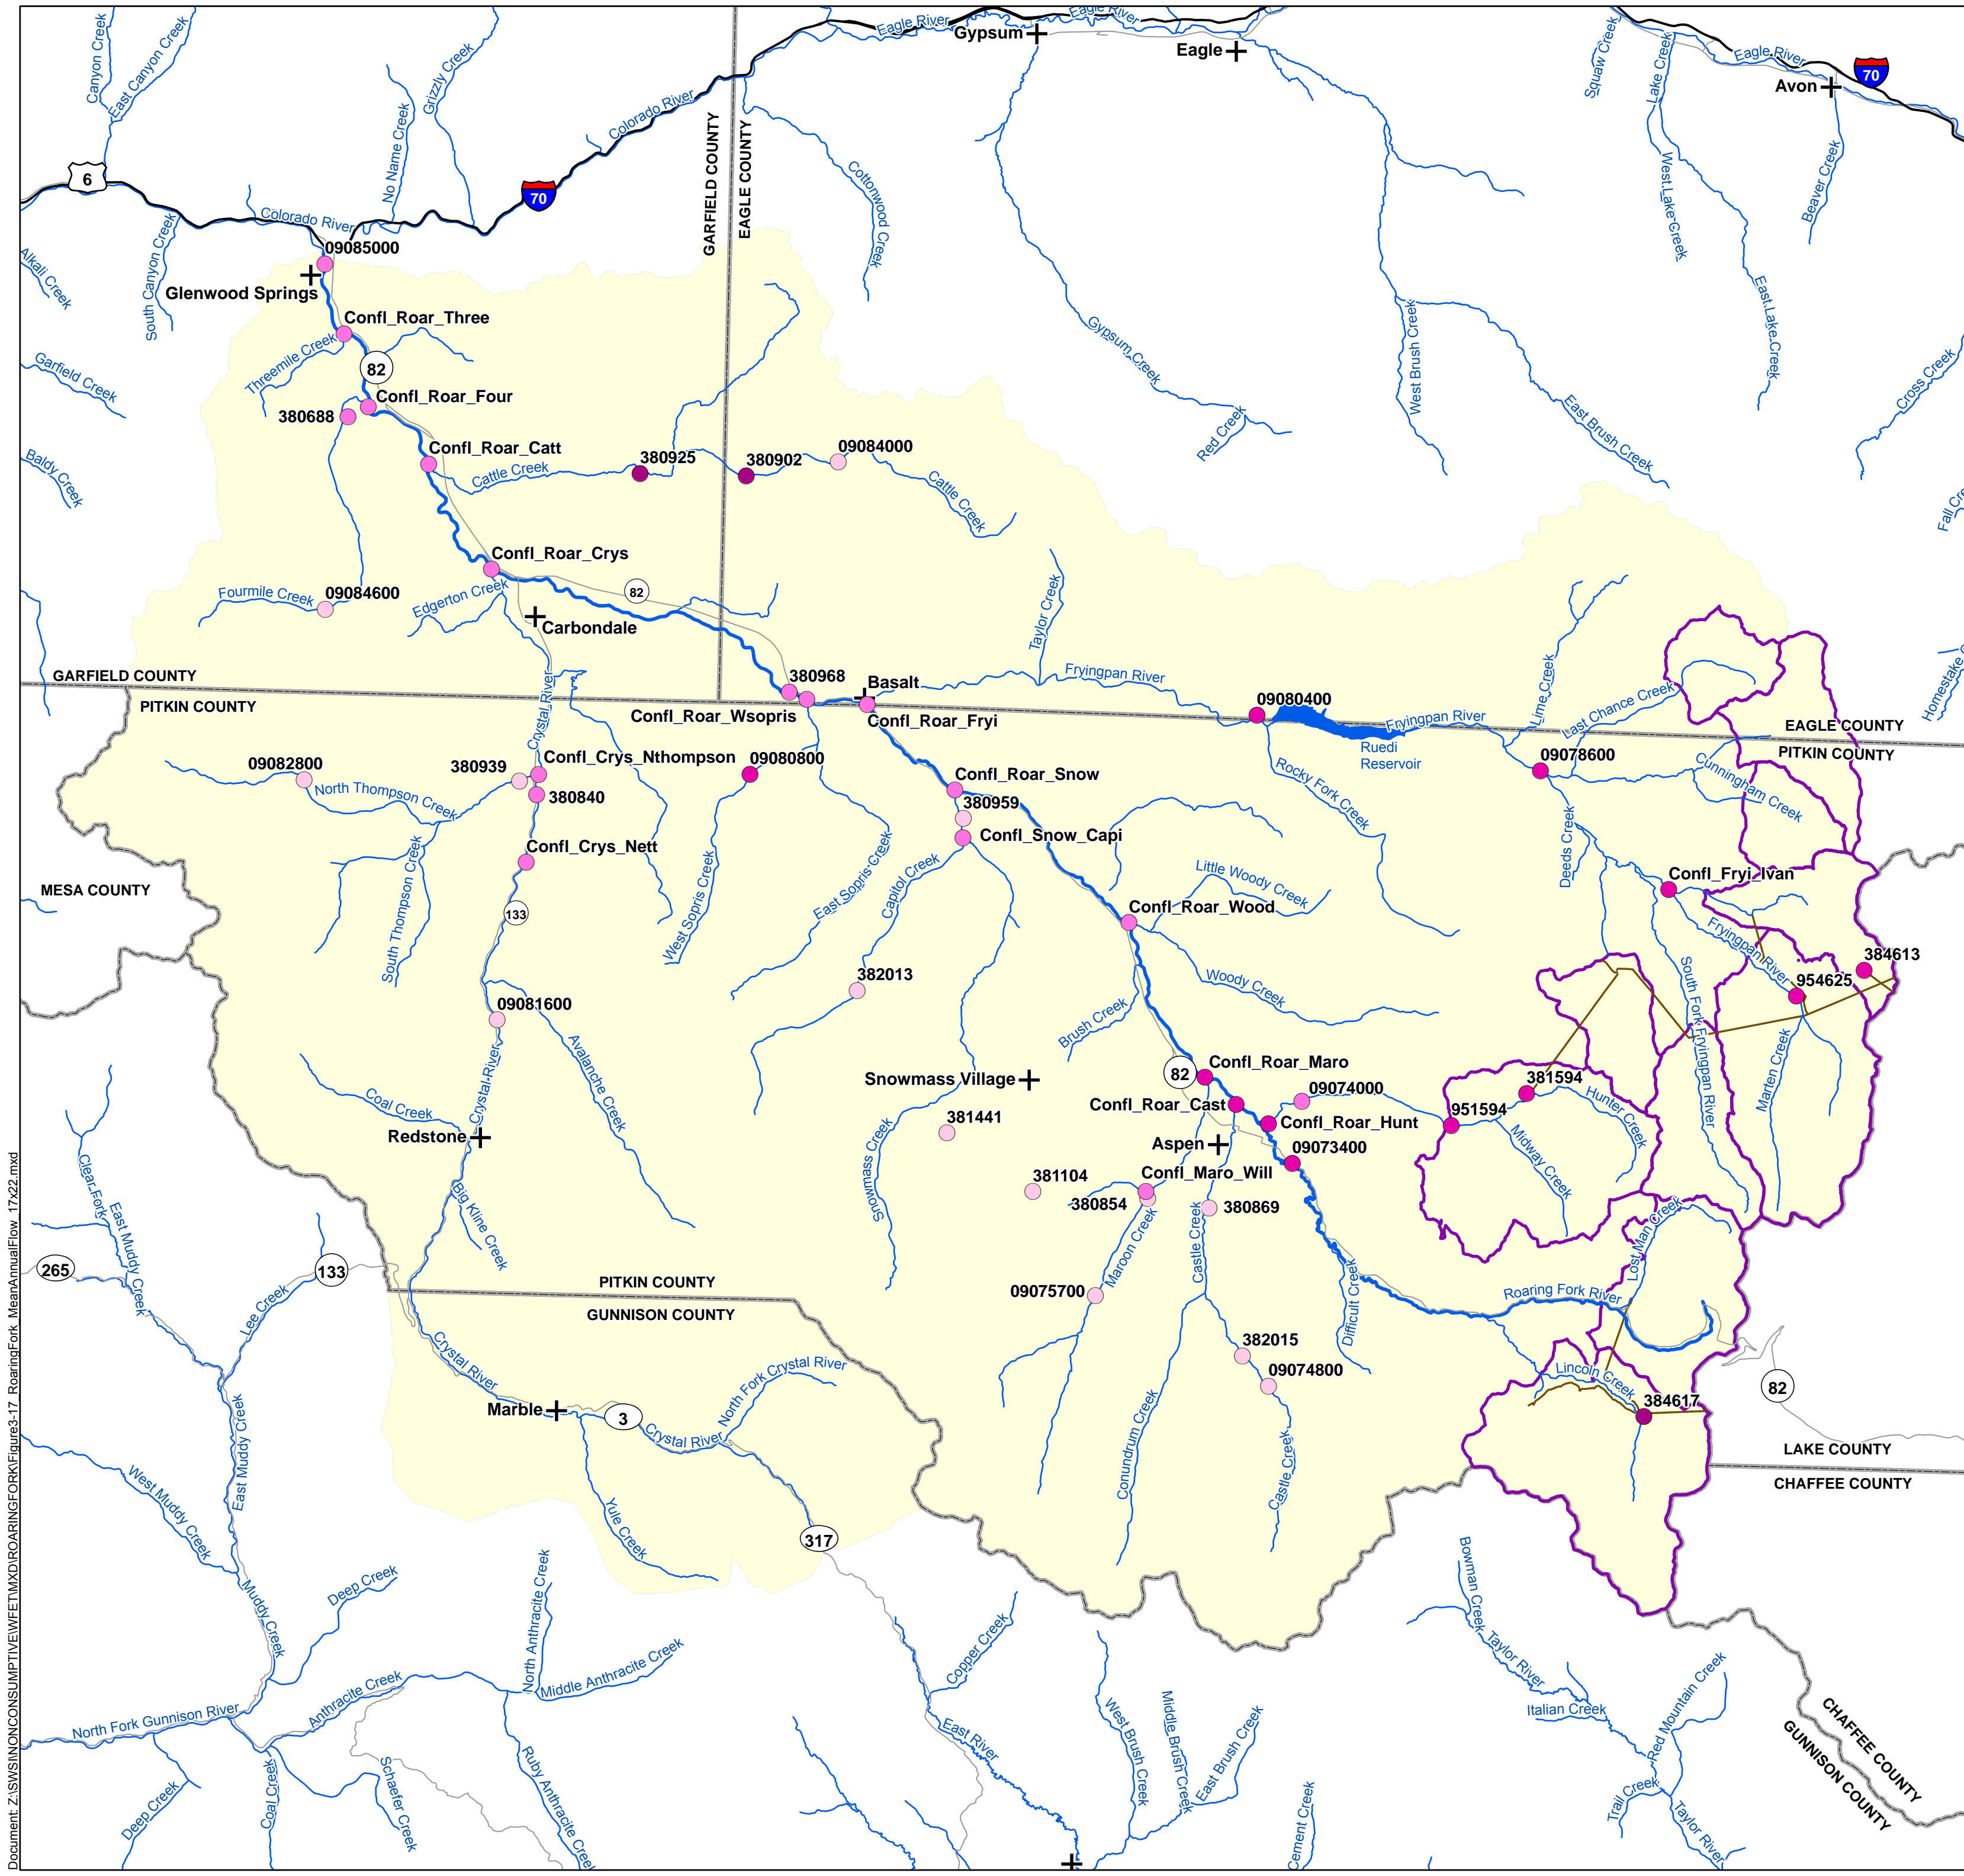 Canyon Creek
East Canyon Creek
No Name Creek
Grizzly Creek
Colorado River
Eagle River
Eagle River
Gypsum
Eagle
Squaw Creek
Lake Creek
Eagle River
70
Avon
6
70
GARFIELD COUNTY
EAGLE COUNTY
Cottonwood Creek
West Lake Creek
Beaver Creek
South Canyon Creek
Colorado River
09085000
Alkali Creek
Glenwood Springs
Confl_Roar_Three
East Lake Creek
Gypsum Creek
West Brush Creek
Garfield Creek
Threemile Creek
82
Cross Creek
Confl_Roar_Four
380688
Red Creek
East Brush Creek
Confl_Roar_Catt
09084000
Baldy Creek
Cattle Creek
380925
380902
Cattle Creek
Confl_Roar_Crys
Fourmile Creek
09084600
Edgerton Creek
82
Carbondale
Taylor Creek
GARFIELD COUNTY
PITKIN COUNTY
Crystal River
380968
Basalt
Fryingpan River
Confl_Roar_Wsopris
Confl_Roar_Fryi
09080400
Fryingpan River
Lime Creek
Last Chance Creek
EAGLE COUNTY
PITKIN COUNTY
Ruedi
Reservoir
09078600
Cunningham Creek
09082800
North Thompson Creek
380939
Confl_Crys_Nthompson
09080800
380840
Confl_Roar_Snow
380959
Rocky Fork Creek
Confl_Snow_Capi
Confl_Crys_Nett
South Thompson Creek
MESA COUNTY
133
West Sopris Creek
East Sopris Creek
Capitol Creek
Little Woody Creek
Deeds Creek
Confl_Fryi_Ivan
Confl_Roar_Wood
Fryingpan River
384613
954625
382013
Woody Creek
South Fork Fryingpan River
09081600
Brush Creek
Avalanche Creek
Crystal River
Coal Creek
Snowmass Village
82
Confl_Roar_Maro
09074000
381594
Hunter Creek
Marten Creek
Confl_Roar_Cast
381441
951594
Confl_Roar_Hunt
Midway Creek
Redstone
Aspen
09073400
Snowmass Creek
381104
Confl_Maro_Will
380854
380869
Clear Fork
East Muddy Creek
Big Kline Creek
Maroon Creek
Castle Creek
Lost Man Creek
265
133
PITKIN COUNTY
GUNNISON COUNTY
09075700
Roaring Fork River
Lee Creek
Difficult Creek
Crystal River
North Fork Crystal River
382015
09074800
Lincoln Creek
384617
82
Marble
3
Crystal River
Conundrum Creek
Castle Creek
LAKE COUNTY
CHAFFEE COUNTY
East Muddy Creek
West Muddy Creek
Yule Creek
317
Muddy Creek
Deep Creek
North Anthracite Creek
Middle Anthracite Creek
Copper Creek
Bowman Creek
Taylor River
Italian Creek
Red Mountain Creek
North Fork Gunnison River
Anthracite Creek
East River
West Brush Creek
Middle Brush Creek
East Brush Creek
CHAFFEE COUNTY
GUNNISON COUNTY
Deep Creek
Coal Creek
Schaefer Creek
Ruby Anthracite Creek
Cement Creek
Trail Creek
Taylor River
Document: Z:\SWSI\NONCONSUMPTIVE\WFET\MXD\ROARINGFORK\Figure3-17_RoaringFork_MeanAnnualFlow_17x22.mxd